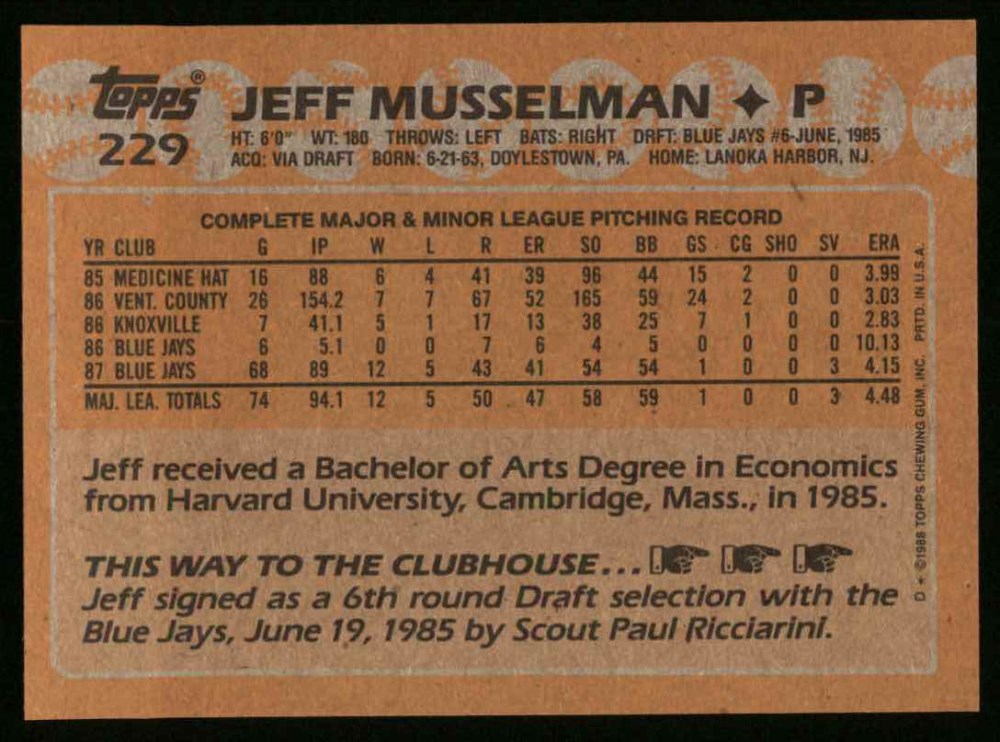 Topps® JEFF MUSSELMAN ✦ P
229 HT: 6'0" WT: 180 THROWS: LEFT BATS: RIGHT DRFT: BLUE JAYS #6-JUNE, 1985
ACQ: VIA DRAFT BORN: 6-21-63, DOYLESTOWN, PA. HOME: LANOKA HARBOR, NJ.
COMPLETE MAJOR & MINOR LEAGUE PITCHING RECORD
YR CLUB G IP W L R ER SO BB GS CG SHO SV ERA
85 MEDICINE HAT 16 88 6 4 41 39 96 44 15 2 0 0 3.99
86 VENT. COUNTY 26 154.2 7 7 67 52 165 59 24 2 0 0 3.03
86 KNOXVILLE 7 41.1 5 1 17 13 38 25 7 1 0 0 2.83
86 BLUE JAYS 6 5.1 0 0 7 6 4 5 0 0 0 0 10.13
87 BLUE JAYS 68 89 12 5 43 41 54 54 1 0 0 3 4.15
MAJ. LEA. TOTALS 74 94.1 12 5 50 47 58 59 1 0 0 3 4.48
Jeff received a Bachelor of Arts Degree in Economics
from Harvard University, Cambridge, Mass., in 1985.
THIS WAY TO THE CLUBHOUSE...
Jeff signed as a 6th round Draft selection with the
Blue Jays, June 19, 1985 by Scout Paul Ricciarini.
D ✦ ©1988 TOPPS CHEWING GUM, INC. PRTD. IN U.S.A.